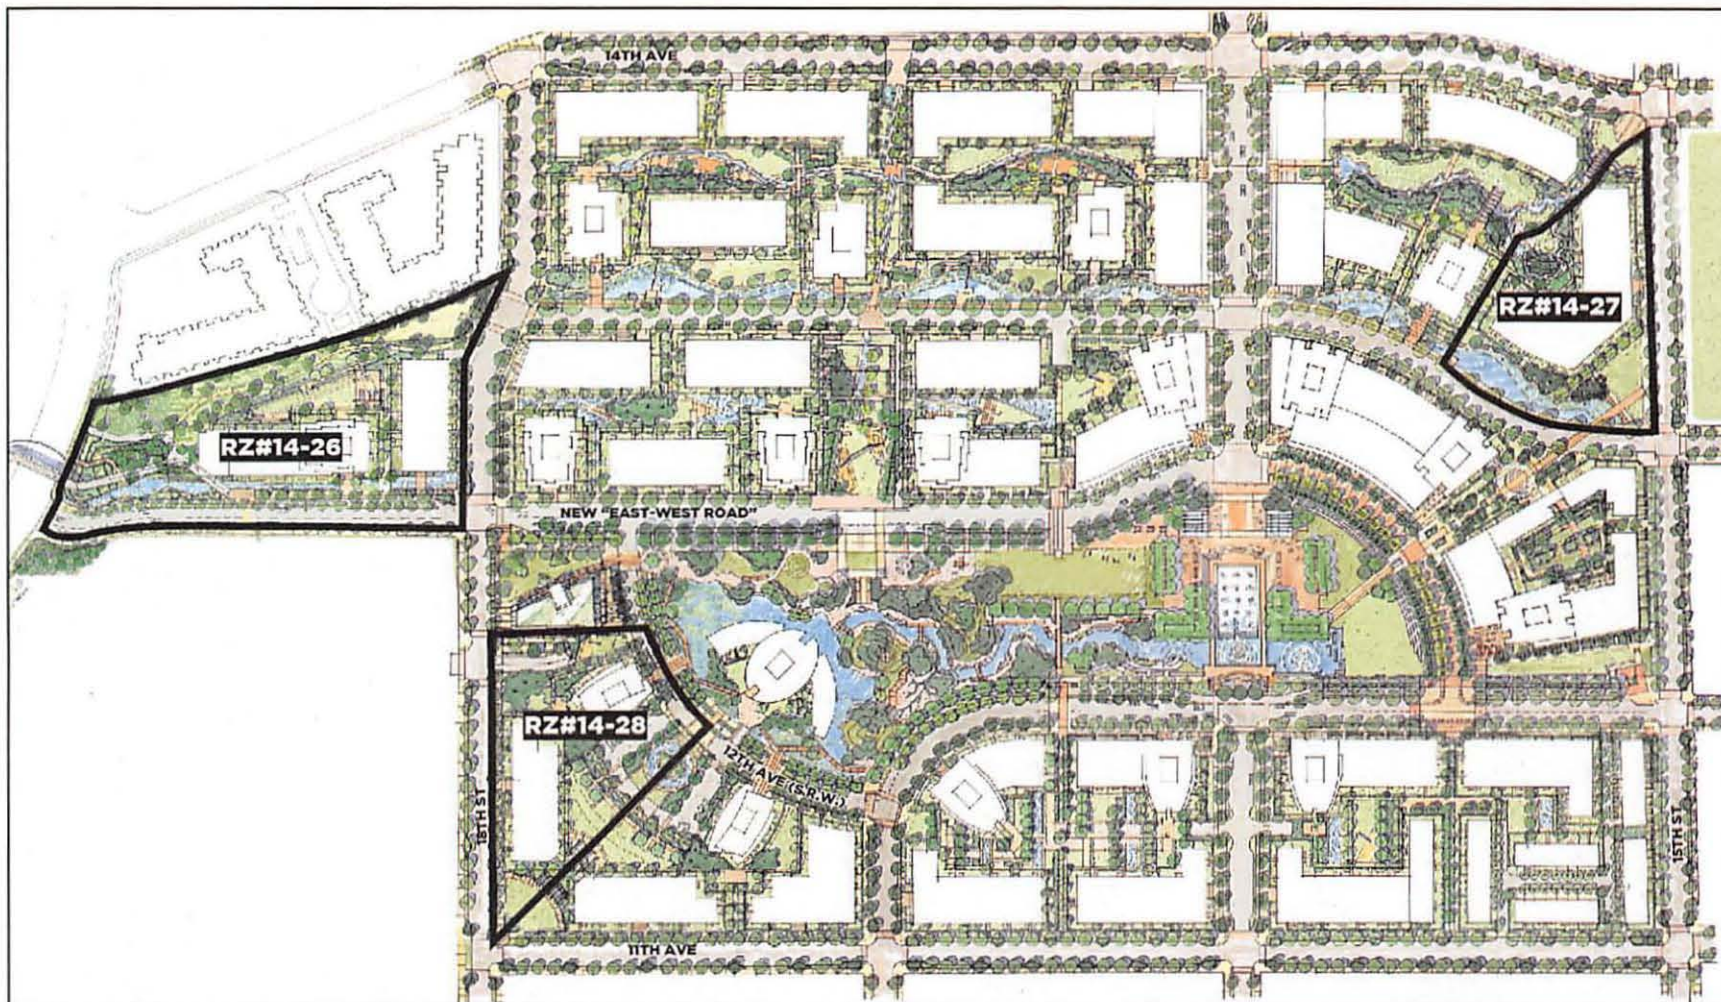 14TH AVE
RZ#14-27
RZ#14-26
NEW "EAST-WEST ROAD"
RZ#14-28
12TH AVE (S.R.W.)
18TH ST
15TH ST
11TH AVE